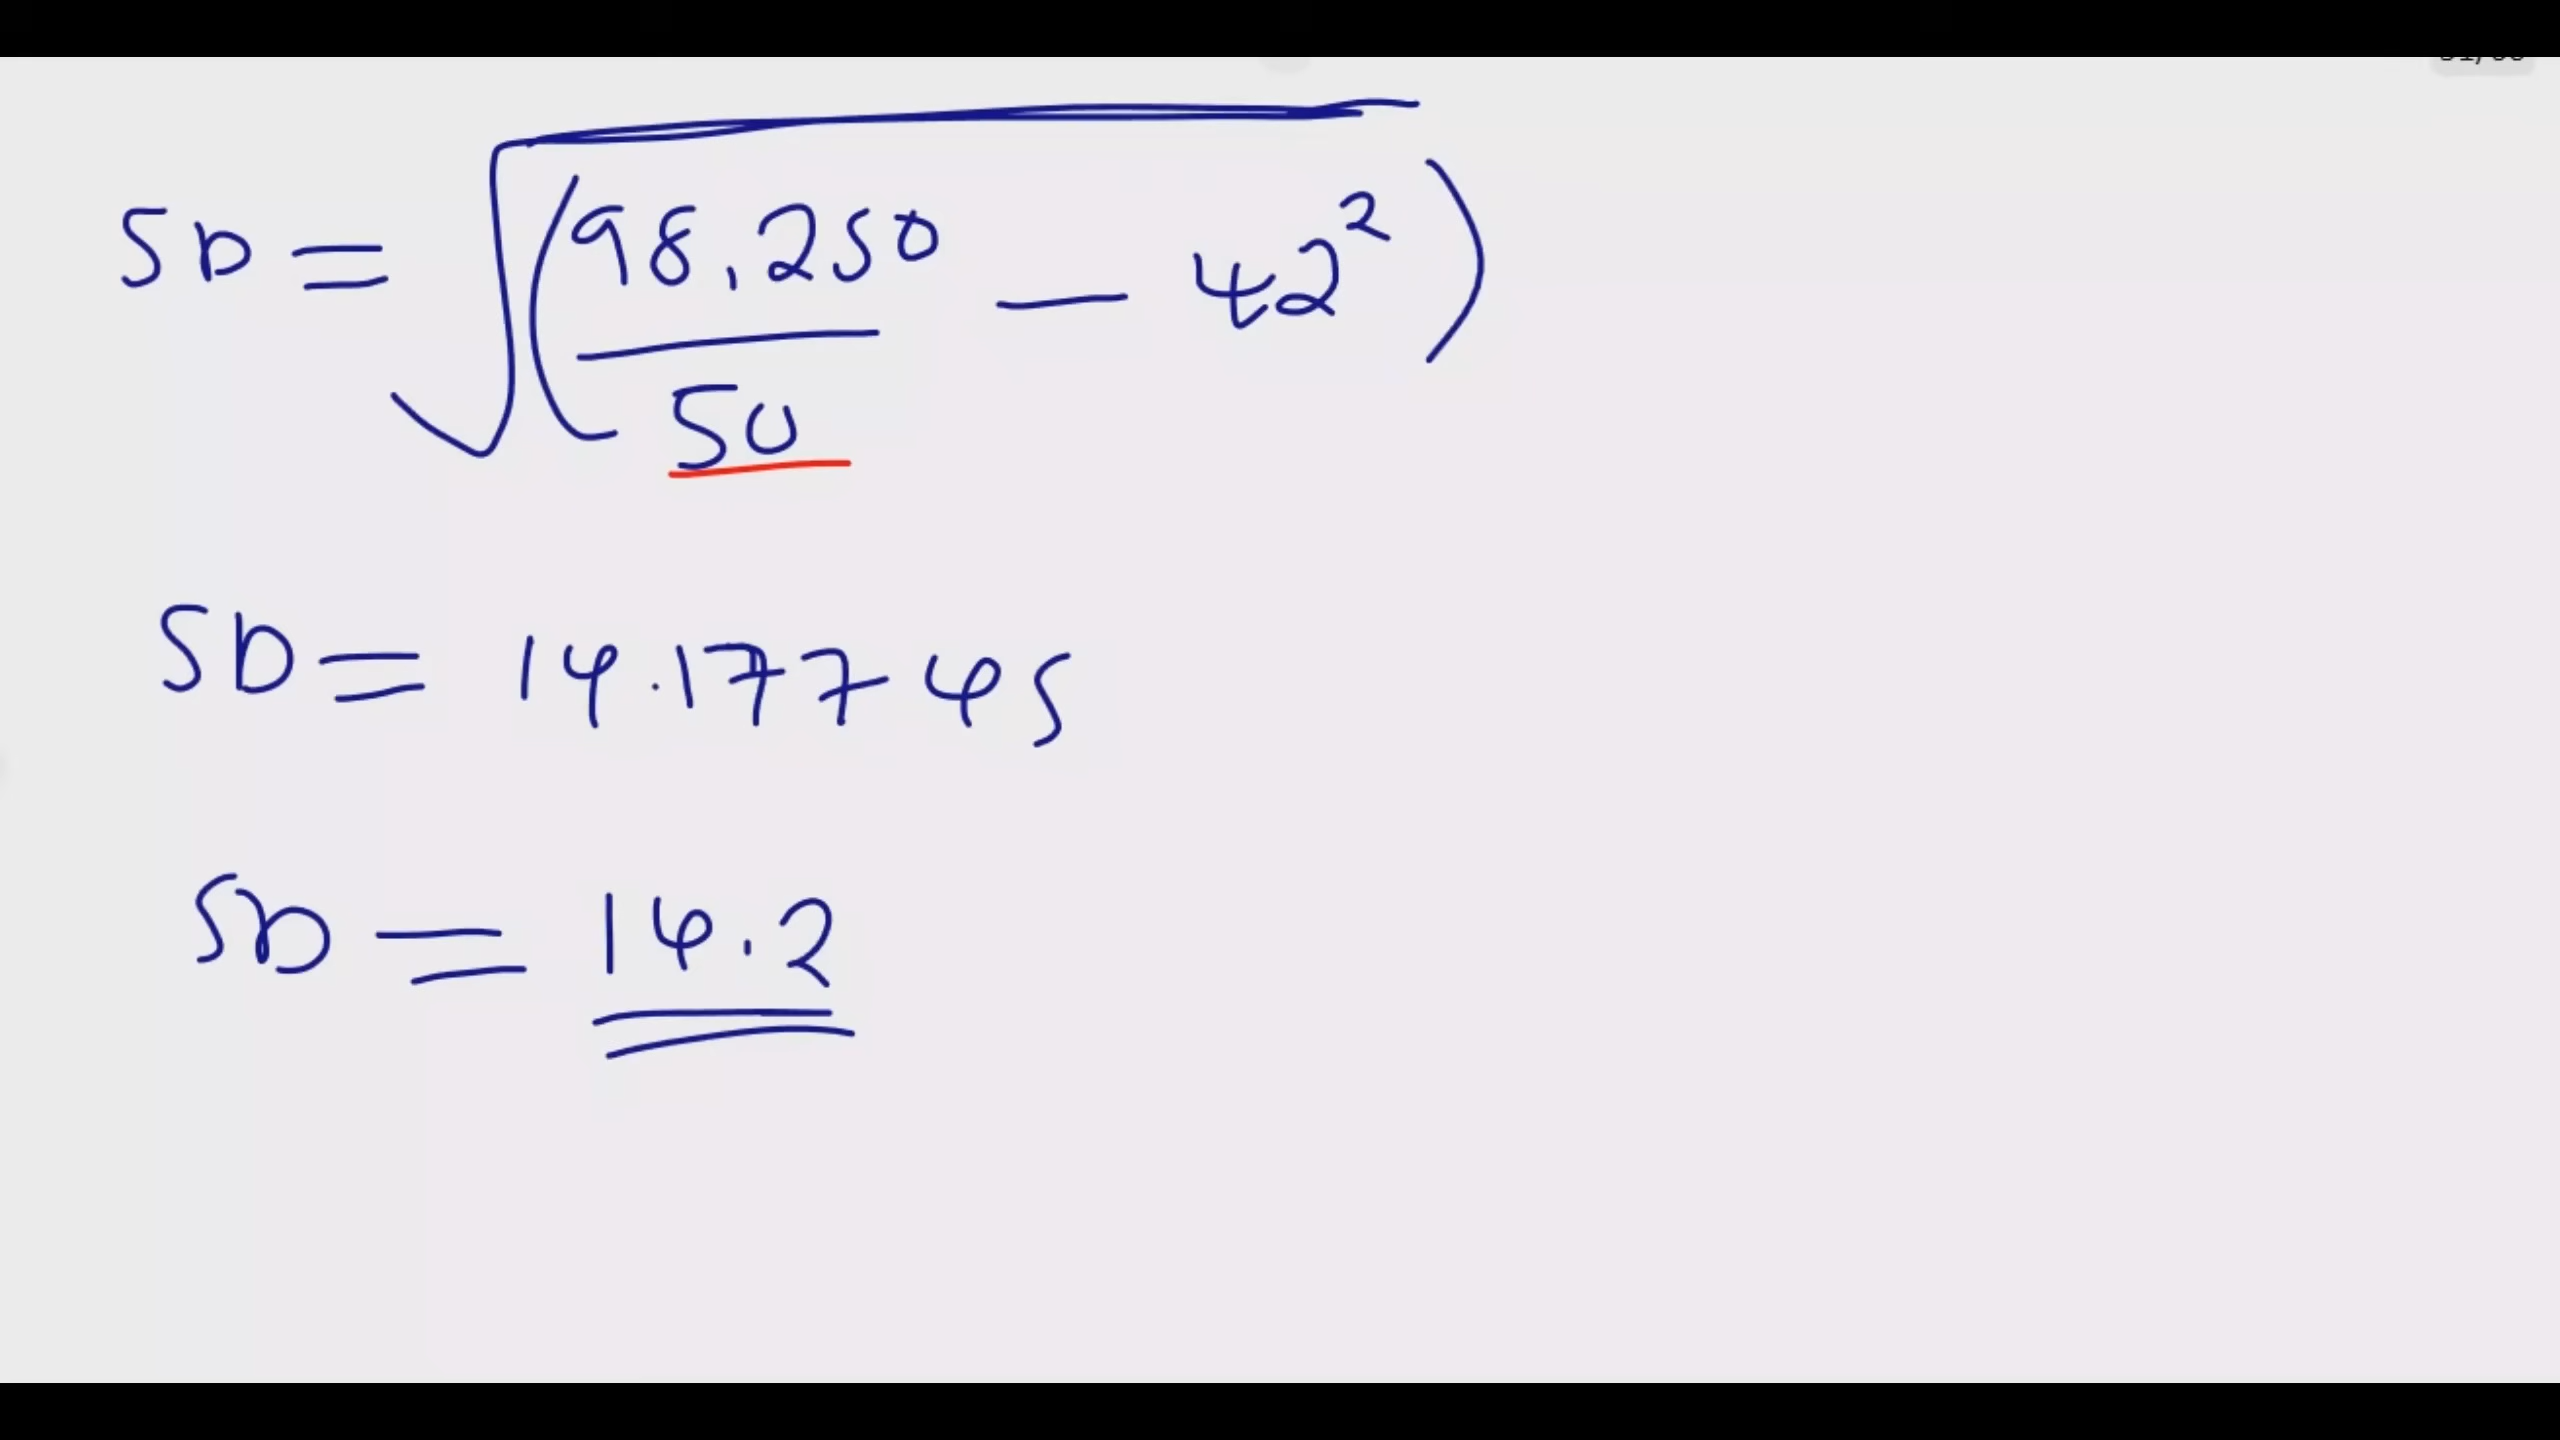 SD = √(98,250/50 - 42²)
SD = 14.17745
SD = 14.2